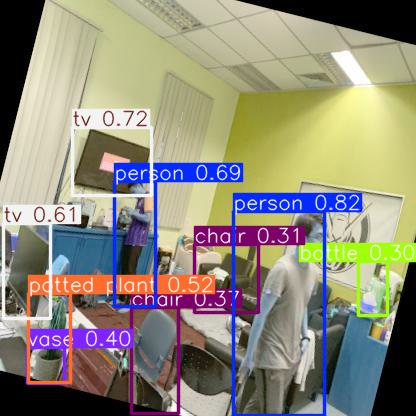 tv 0.72
person 0.69
person 0.82
tv 0.61
chair 0.31
bottle 0.30
potted plant 0.52
chair 0.37
vase 0.40